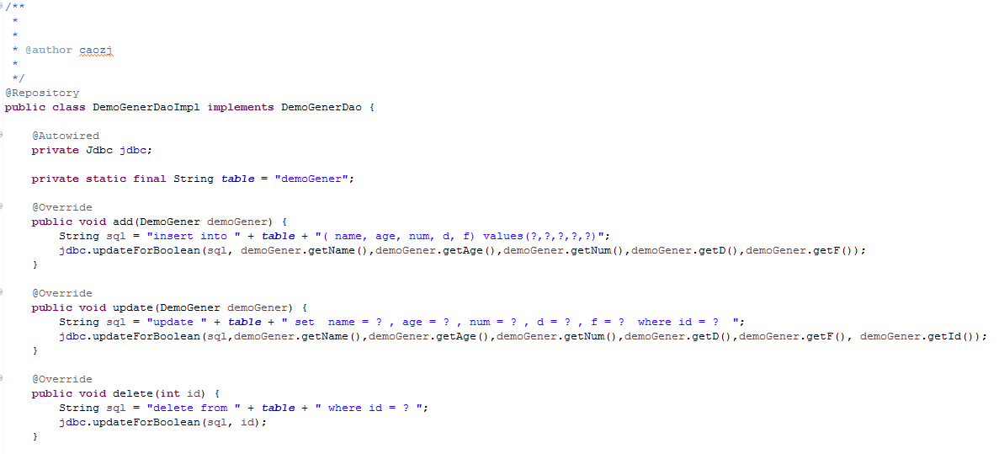 /**
 *
 *
 * @author caozj
 *
 */
@Repository
public class DemoGenerDaoImpl implements DemoGenerDao {
    @Autowired
    private Jdbc jdbc;
    private static final String table = "demoGener";
    @Override
    public void add(DemoGener demoGener) {
        String sql = "insert into " + table + "( name, age, num, d, f) values(?,?,?,?,?)";
        jdbc.updateForBoolean(sql, demoGener.getName(),demoGener.getAge(),demoGener.getNum(),demoGener.getD(),demoGener.getF());
    }
    @Override
    public void update(DemoGener demoGener) {
        String sql = "update " + table + " set  name = ? , age = ? , num = ? , d = ? , f = ?  where id = ?  ";
        jdbc.updateForBoolean(sql,demoGener.getName(),demoGener.getAge(),demoGener.getNum(),demoGener.getD(),demoGener.getF(), demoGener.getId());
    }
    @Override
    public void delete(int id) {
        String sql = "delete from " + table + " where id = ? ";
        jdbc.updateForBoolean(sql, id);
    }